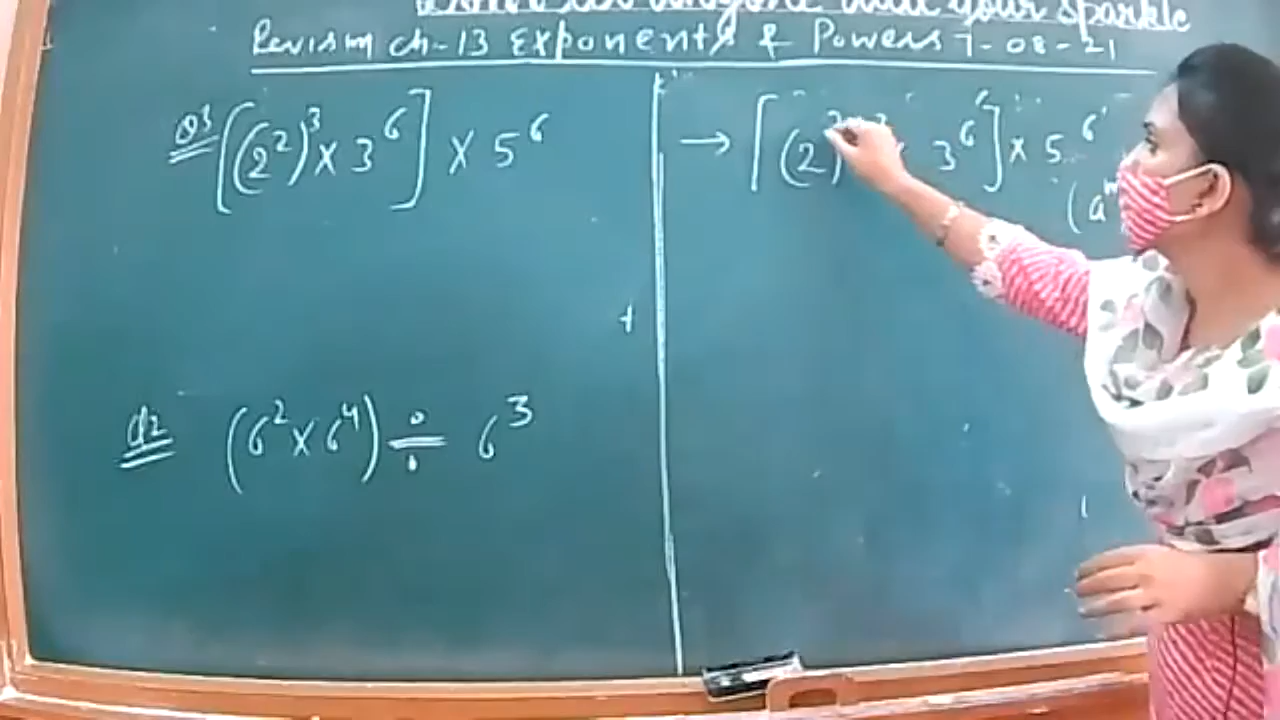 your sparkle
Revision ch-13 Exponents & Powers 7-08-21
Q3 [(2²)³ × 3⁶] × 5⁶
→ [(2) 3⁶] × 5⁶
(aᵐ
Q2 (6² × 6⁴) ÷ 6³